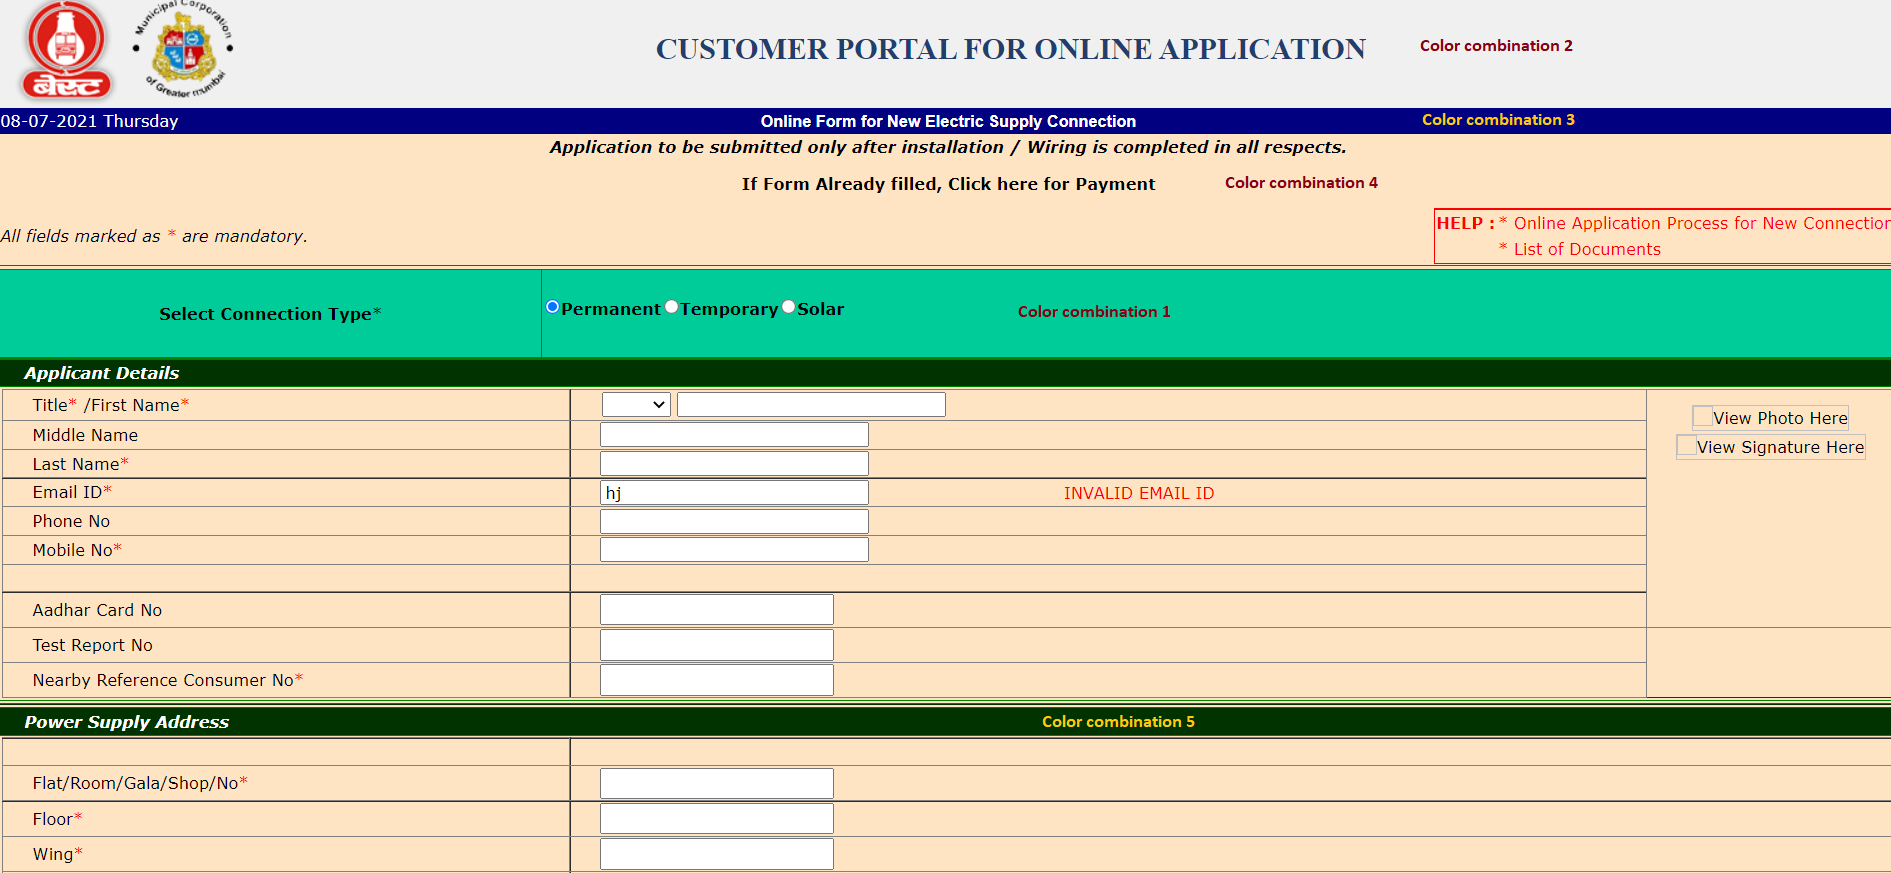 बेस्ट
Municipal Corporation
of Greater mumbai
CUSTOMER PORTAL FOR ONLINE APPLICATION
Color combination 2
08-07-2021 Thursday
Online Form for New Electric Supply Connection
Color combination 3
Application to be submitted only after installation / Wiring is completed in all respects.
If Form Already filled, Click here for Payment
Color combination 4
All fields marked as * are mandatory.
HELP : * Online Application Process for New Connection
* List of Documents
Select Connection Type*
Permanent Temporary Solar
Color combination 1
Applicant Details
Title* /First Name*
View Photo Here
Middle Name
View Signature Here
Last Name*
Email ID*
hj
INVALID EMAIL ID
Phone No
Mobile No*
Aadhar Card No
Test Report No
Nearby Reference Consumer No*
Power Supply Address
Color combination 5
Flat/Room/Gala/Shop/No*
Floor*
Wing*